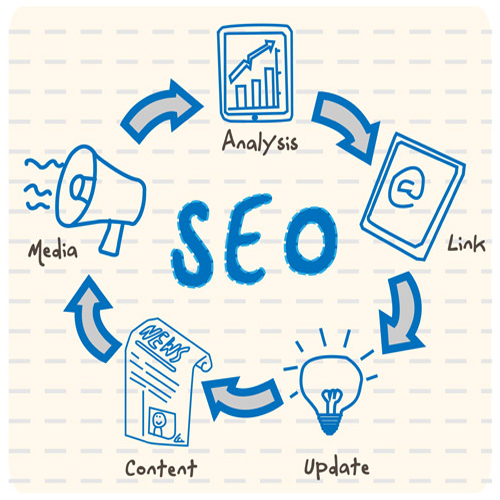 Analysis
@
Link
SEO
Media
NEWS
Content
Update